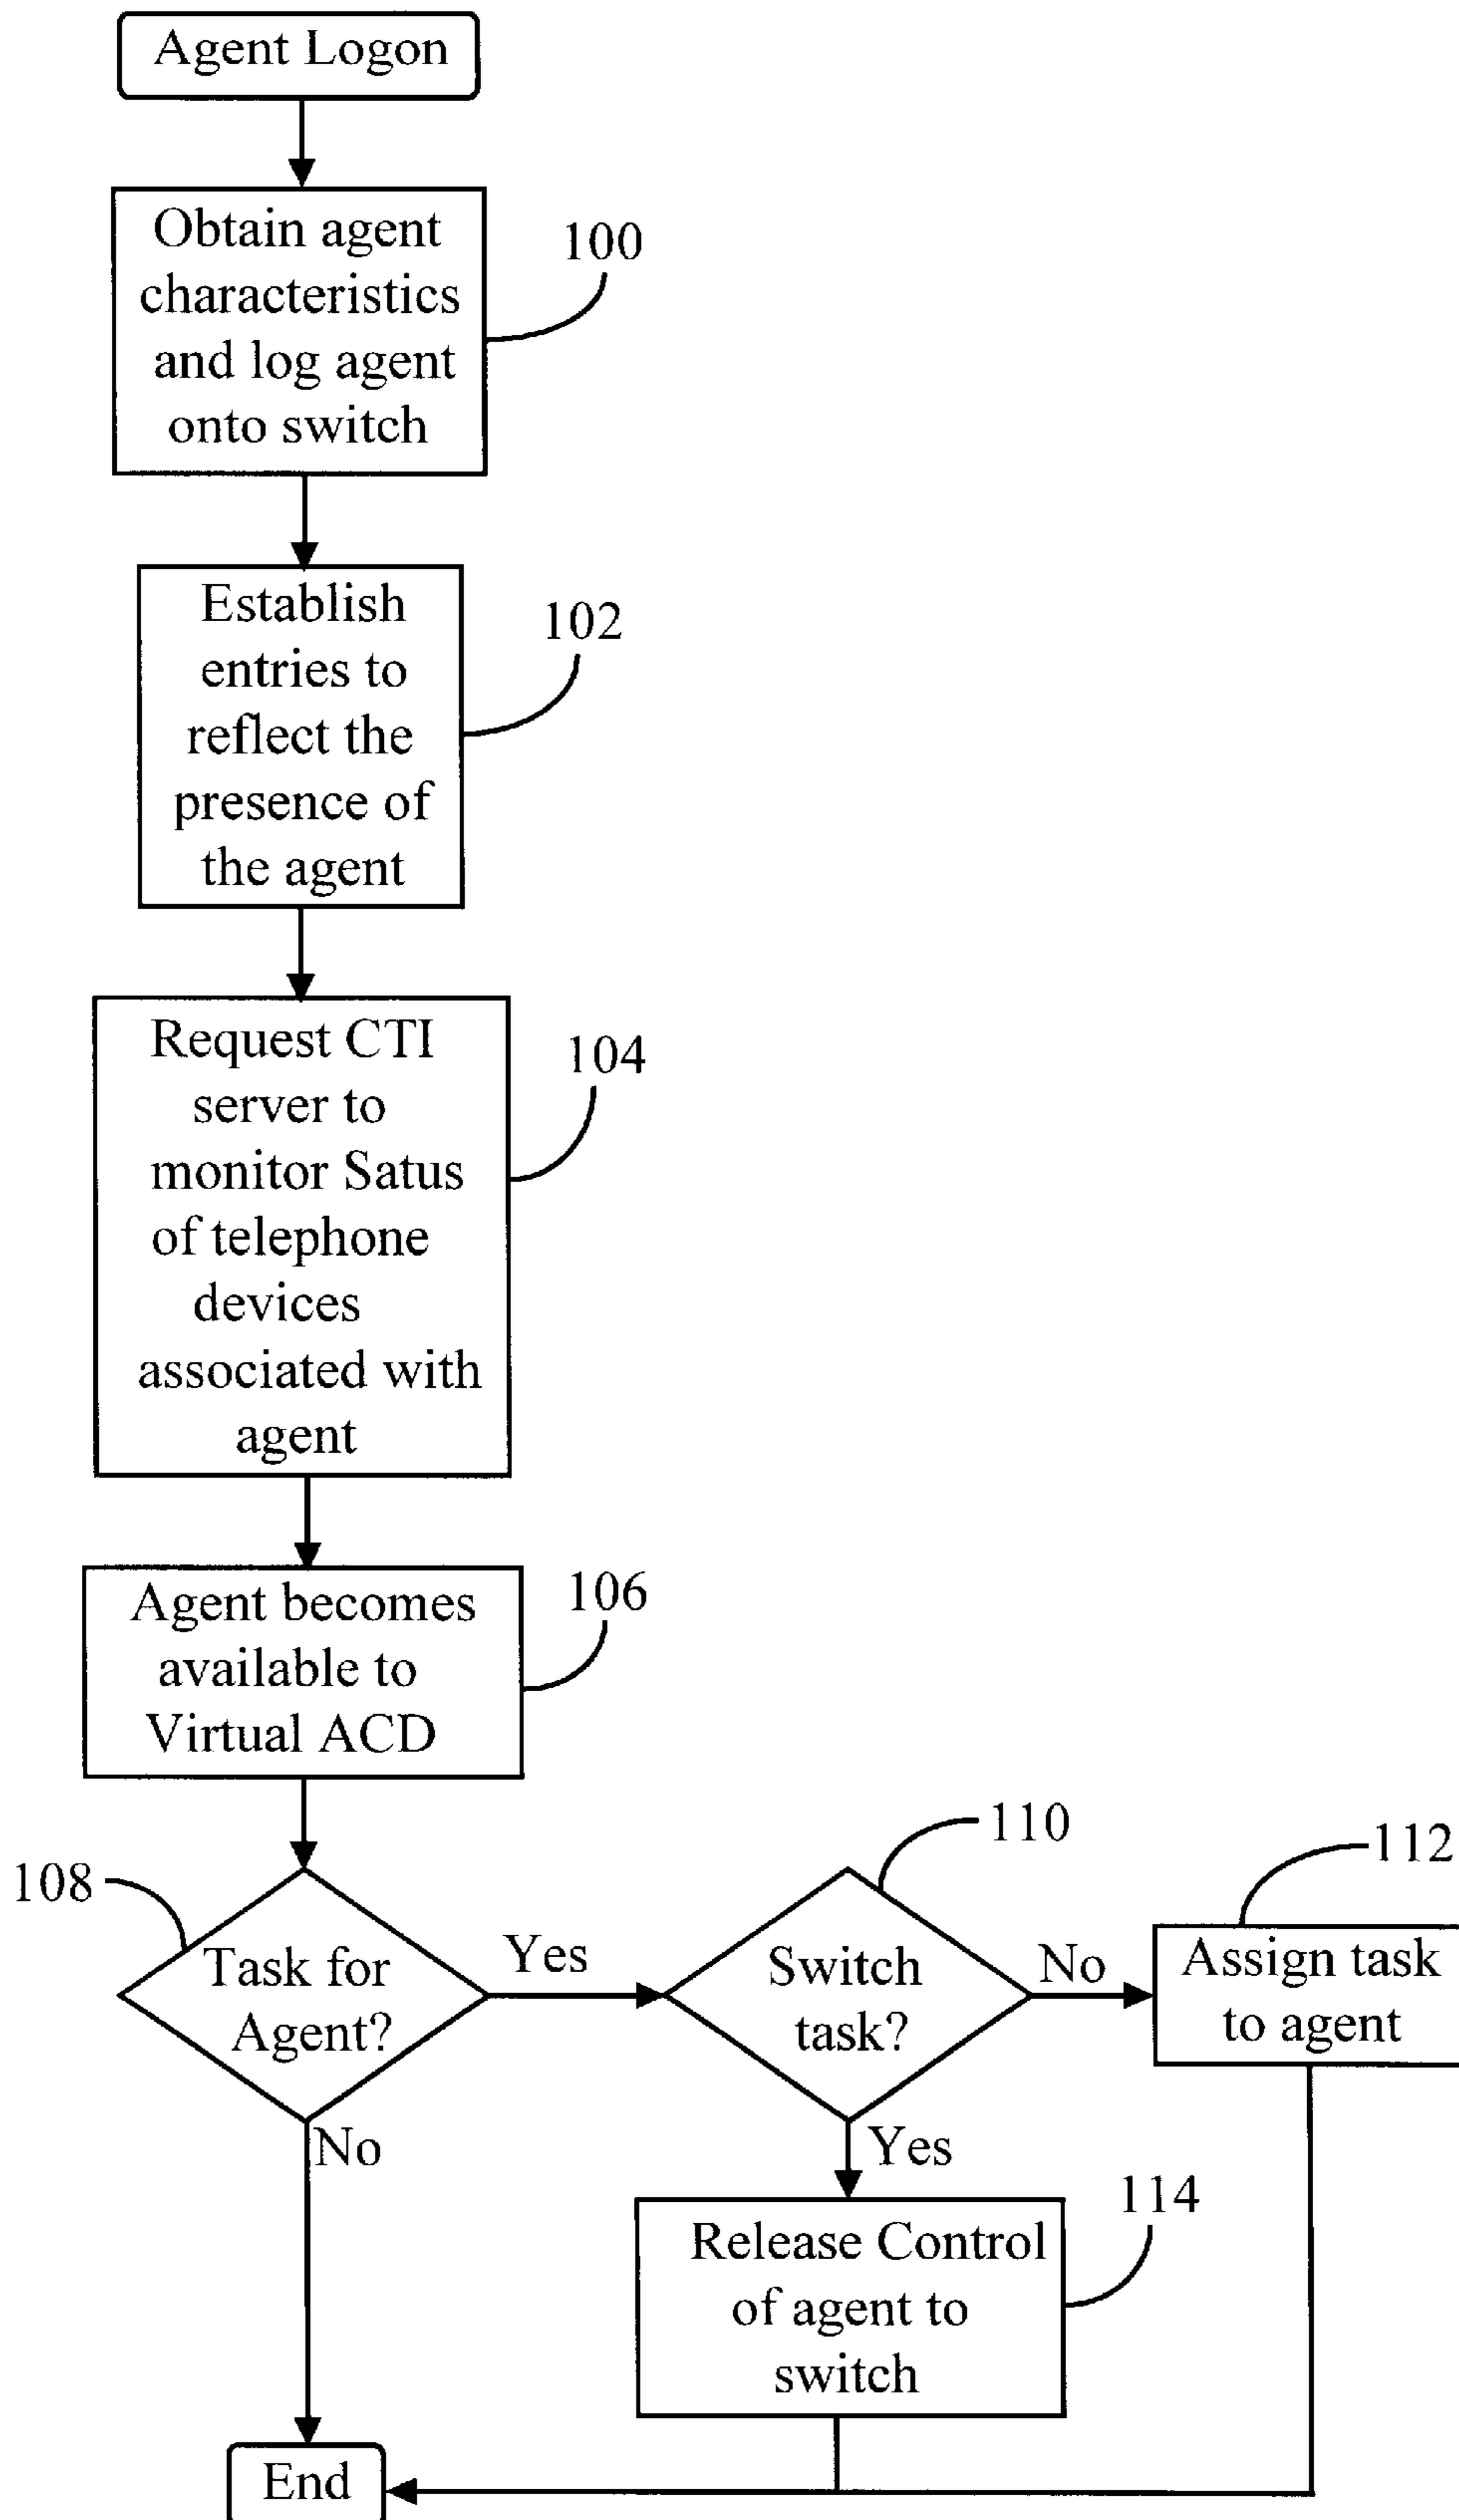 Agent Logon
Obtain agent
characteristics
and log agent
onto switch
100
Establish
entries to
reflect the
presence of
the agent
102
Request CTI
server to
monitor Satus
of telephone
devices
associated with
agent
104
Agent becomes
available to
Virtual ACD
106
108
Task for
Agent?
Yes
No
110
Switch
task?
No
Yes
112
Assign task
to agent
114
Release Control
of agent to
switch
End